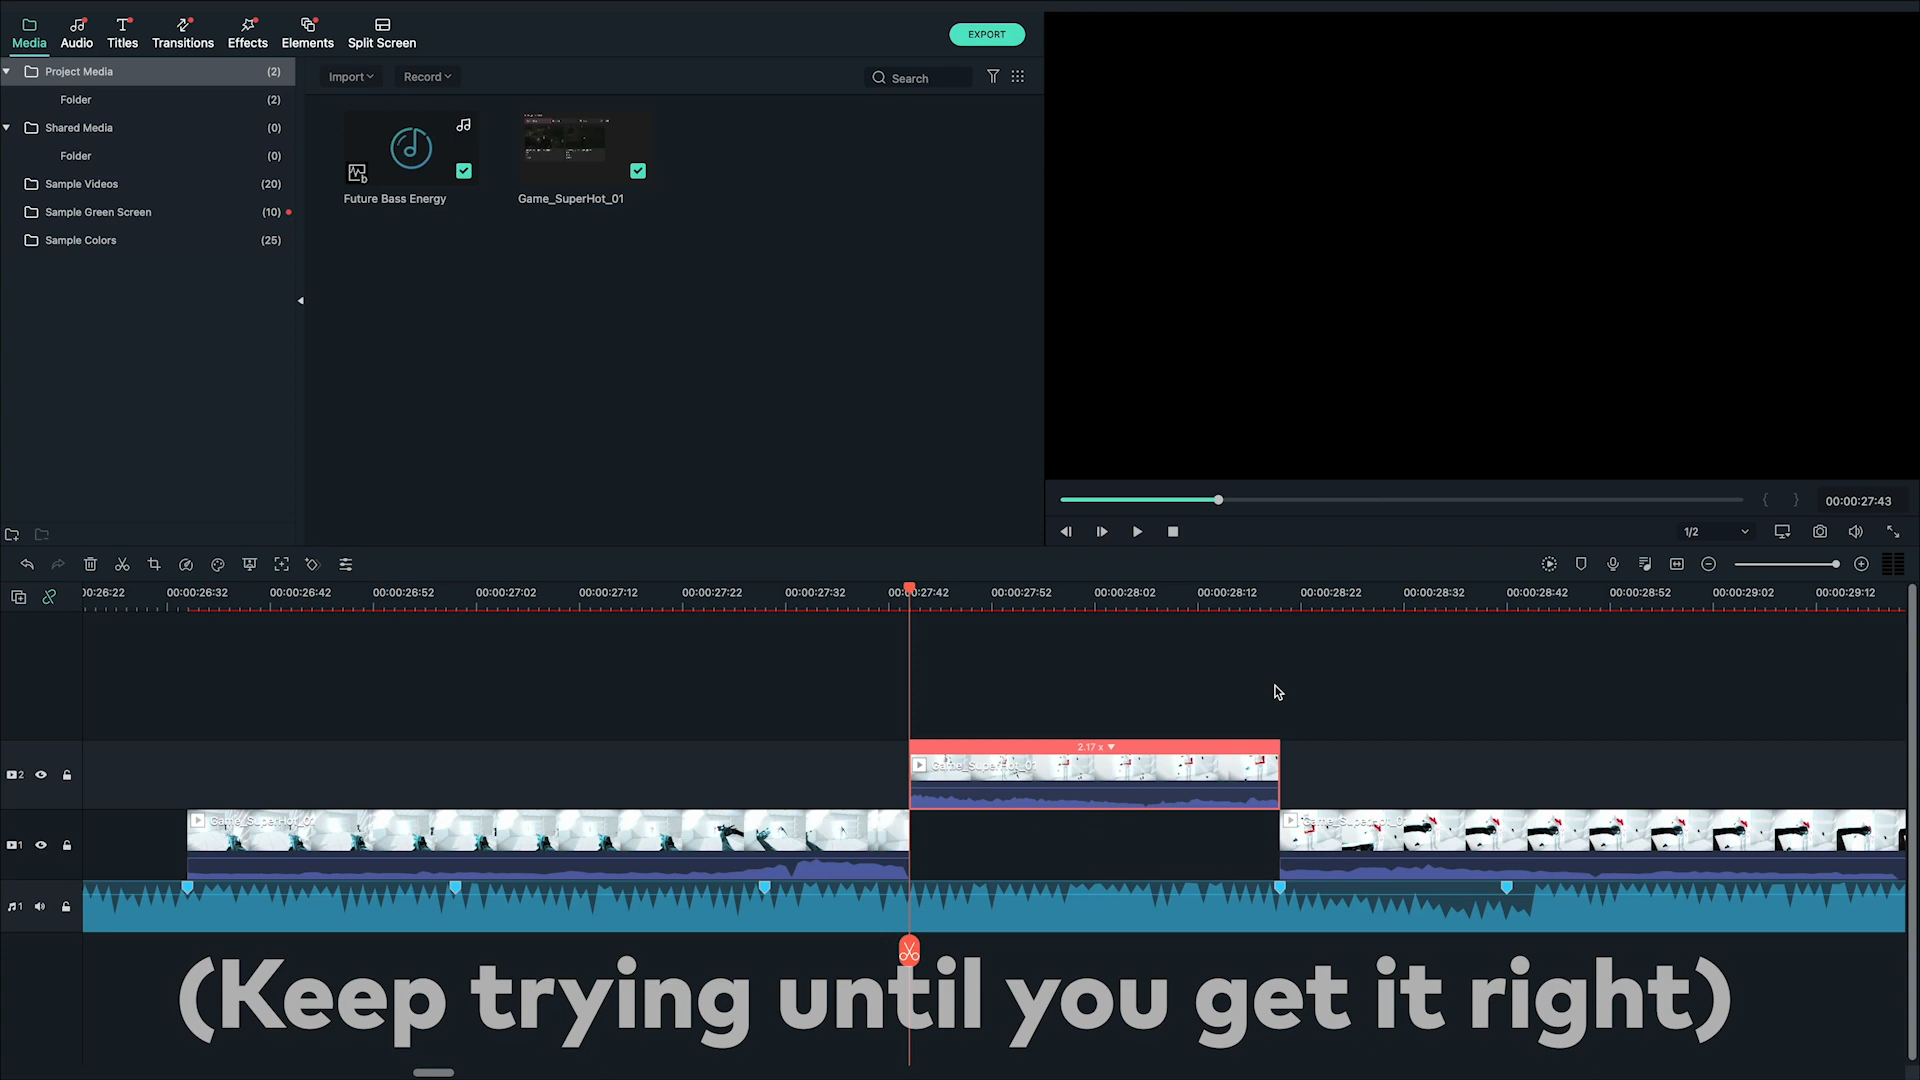 Media Audio Titles Transitions Effects Elements Split Screen
EXPORT
Project Media (2)
Folder (2)
Shared Media (0)
Folder (0)
Sample Videos (20)
Sample Green Screen (10)
Sample Colors (25)
Import Record Search
Future Bass Energy Game_SuperHot_01
00:00:27:43
1/2
00:26:22 00:00:26:32 00:00:26:42 00:00:26:52 00:00:27:02 00:00:27:12 00:00:27:22 00:00:27:32 00:00:27:42 00:00:27:52 00:00:28:02 00:00:28:12 00:00:28:22 00:00:28:32 00:00:28:42 00:00:28:52 00:00:29:02 00:00:29:12
2.17 x
2 Game_SuperHot_01
Game_SuperHot_01 Game_SuperHot_01
1
1
(Keep trying until you get it right)